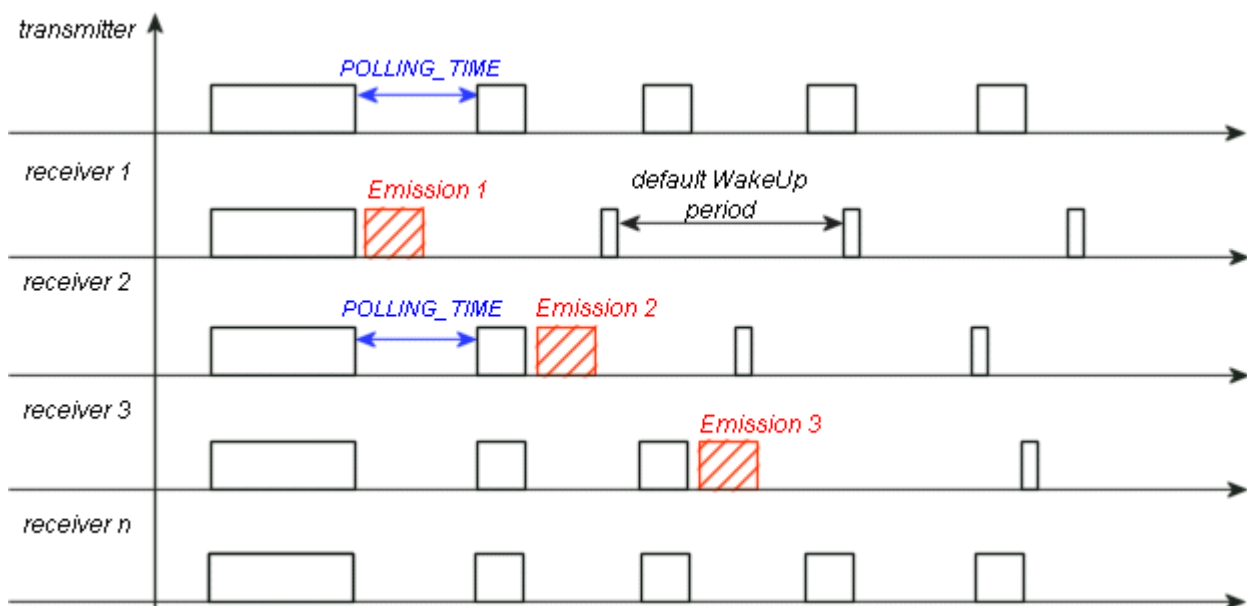 transmitter
POLLING_TIME
receiver 1
Emission 1
default WakeUp
period
receiver 2
POLLING_TIME
Emission 2
receiver 3
Emission 3
receiver n